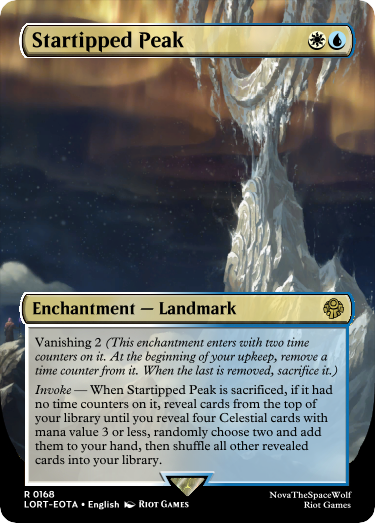 Startipped Peak
Enchantment — Landmark
Vanishing 2 (This enchantment enters with two time
counters on it. At the beginning of your upkeep, remove a
time counter from it. When the last is removed, sacrifice it.)
Invoke — When Startipped Peak is sacrificed, if it had
no time counters on it, reveal cards from the top of
your library until you reveal four Celestial cards with
mana value 3 or less, randomly choose two and add
them to your hand, then shuffle all other revealed
cards into your library.
R 0168
NovaTheSpaceWolf
LORT-EOTA • English RIOT GAMES
Riot Games